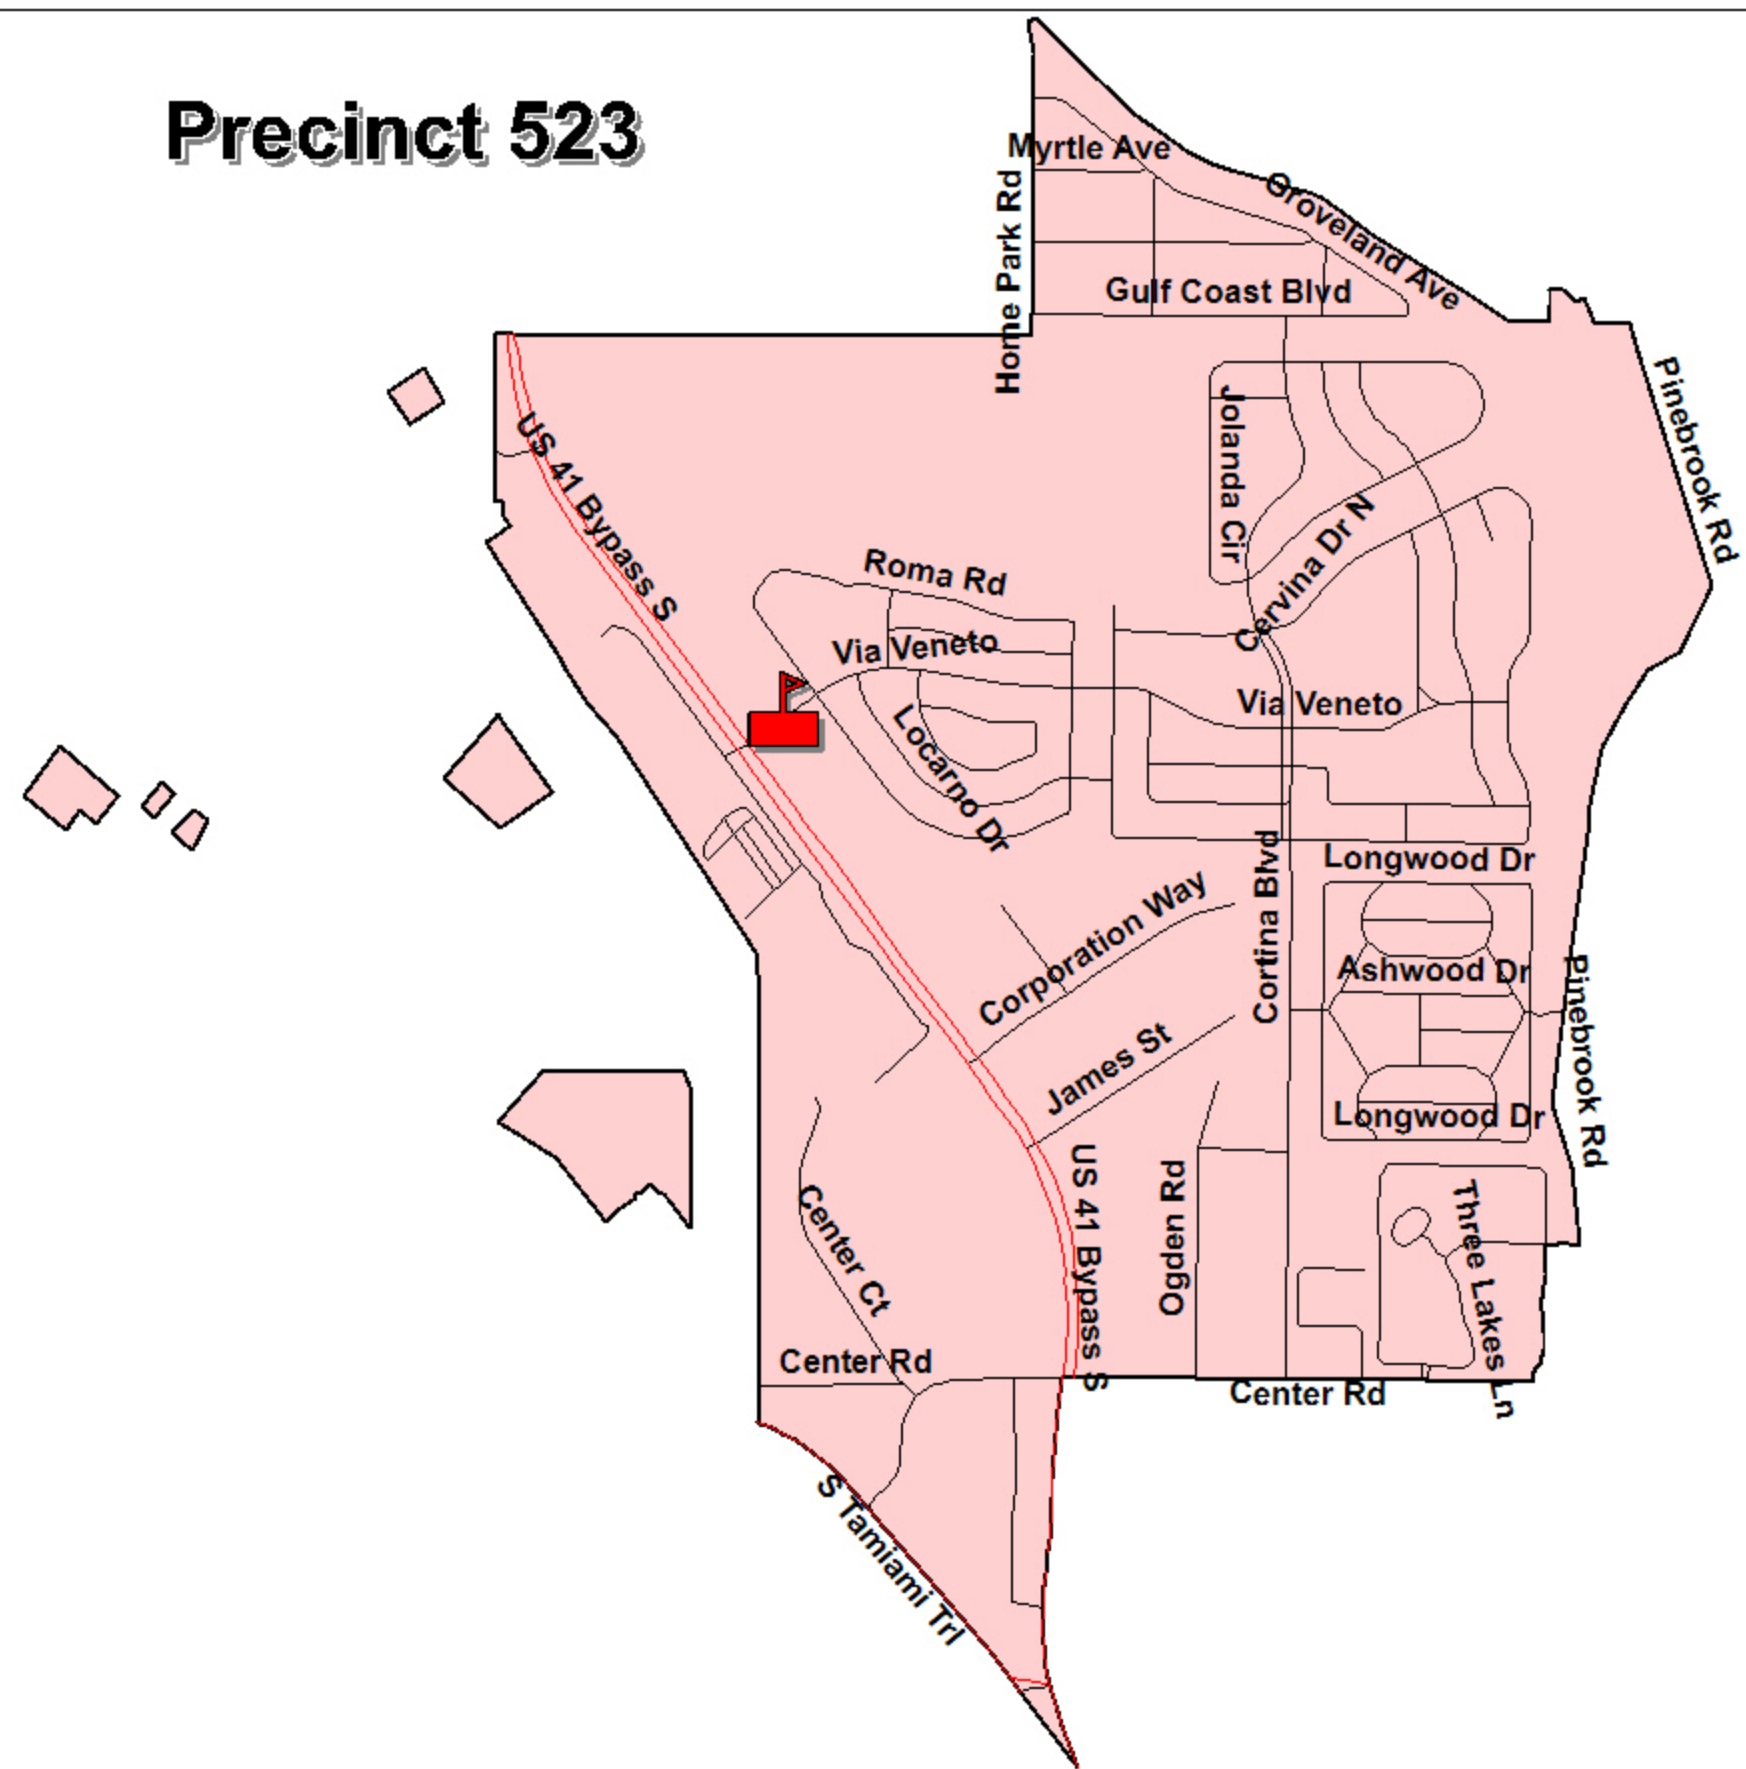 Precinct 523
Myrtle Ave
Home Park Rd
Groveland Ave
Gulf Coast Blvd
Pinebrook Rd
US 41 Bypass S
Jolanda Cir
Cervina Dr N
Roma Rd
Via Veneto
Via Veneto
Locarno Dr
Longwood Dr
Cortina Blvd
Corporation Way
Ashwood Dr
Pinebrook Rd
James St
Longwood Dr
US 41 Bypass S
Ogden Rd
Three Lakes Ln
Center Ct
Center Rd
Center Rd
S Tamiami Trl